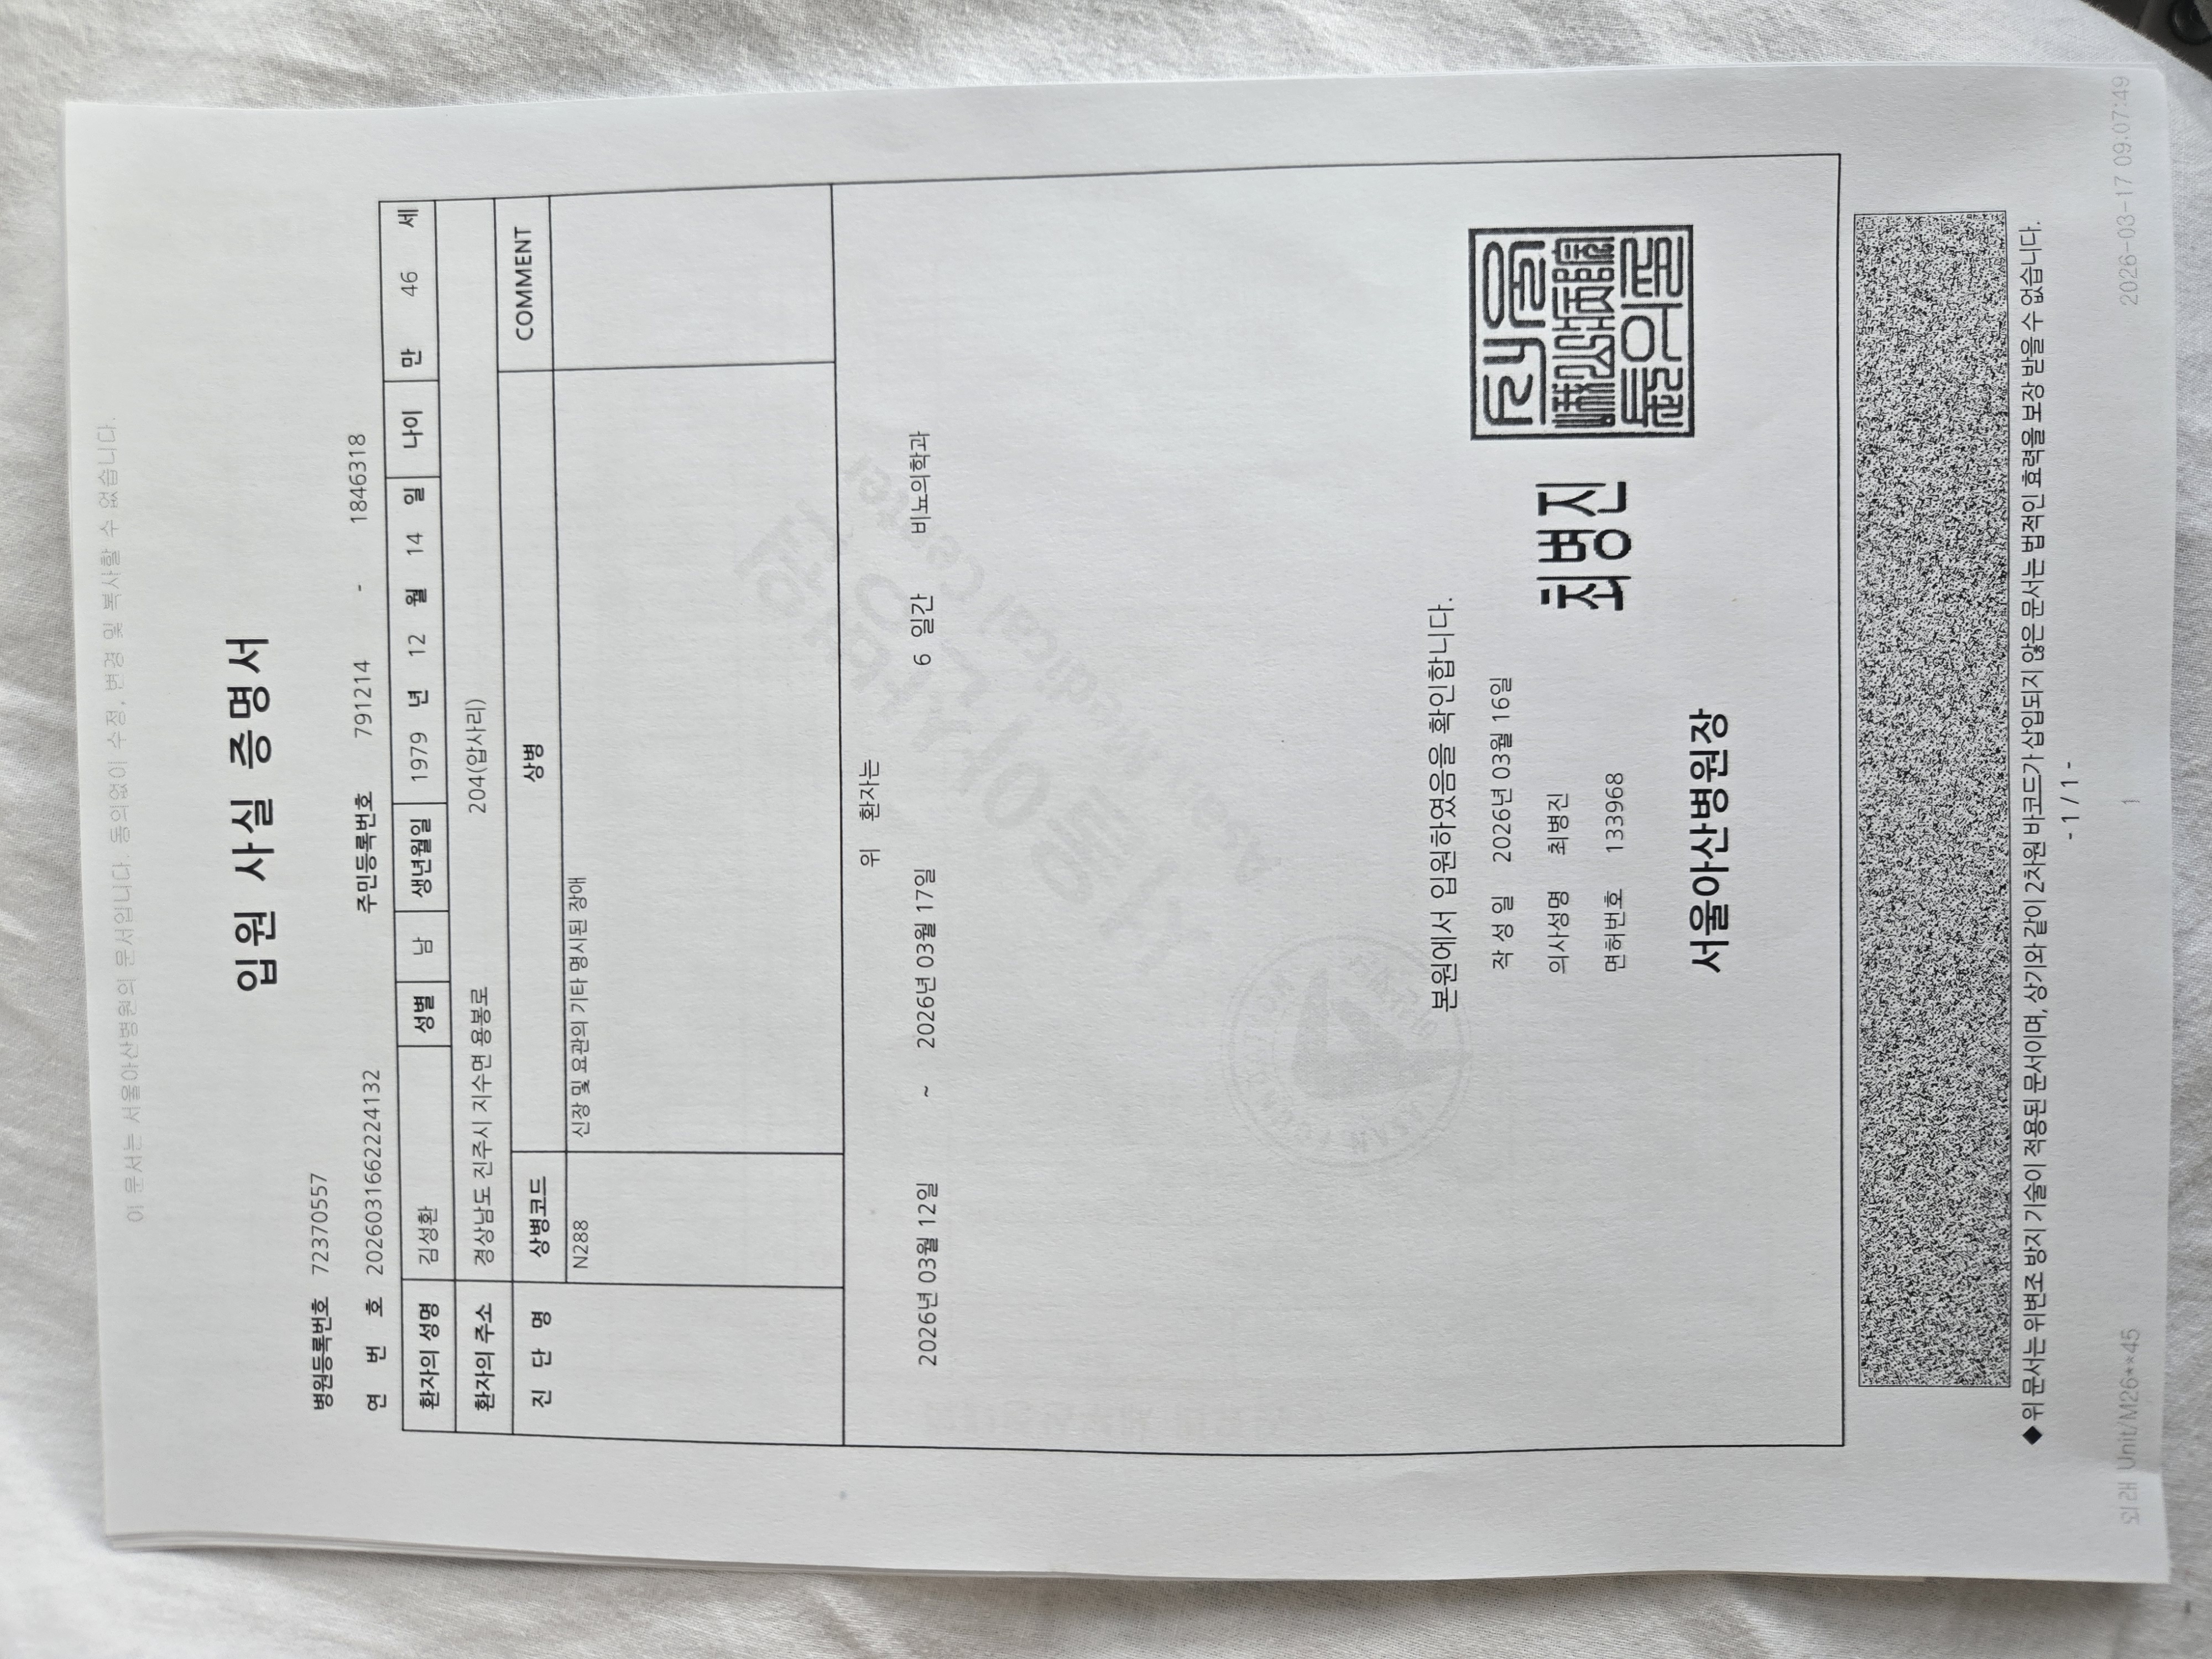 이 문서는 서울아산병원의 문서입니다. 동의없이 수정, 변경 및 복사할 수 없습니다.
입원 사실 증명서
병원등록번호 72370557
연 번 호 20260316622224132 주민등록번호 791214 - 1846318
환자의 성명 김성환 성별 남 생년월일 1979 년 12 월 14 일 나이 만 46 세
환자의 주소 경상남도 진주시 지수면 용봉로 204(압사리)
진 단 명 상병코드 상병 COMMENT
N288 신장 및 요관의 기타 명시된 장애
위 환자는
2026년 03월 12일 ~ 2026년 03월 17일 6 일간 비뇨의학과
서울아산병원
Asan Medical Center
본원에서 입원하였음을 확인합니다.
작 성 일 2026년 03월 16일
의사성명 최병진
최병진
면허번호 133968
서울아산병원장
◆ 위 문서는 위변조 방지 기술이 적용된 문서이며, 상기와 같이 2차원 바코드가 삽입되지 않은 문서는 법적인 효력을 보장 받을 수 없습니다.
- 1 / 1 -
외래 Unit/M26**45 1 2026-03-17 09:07:49